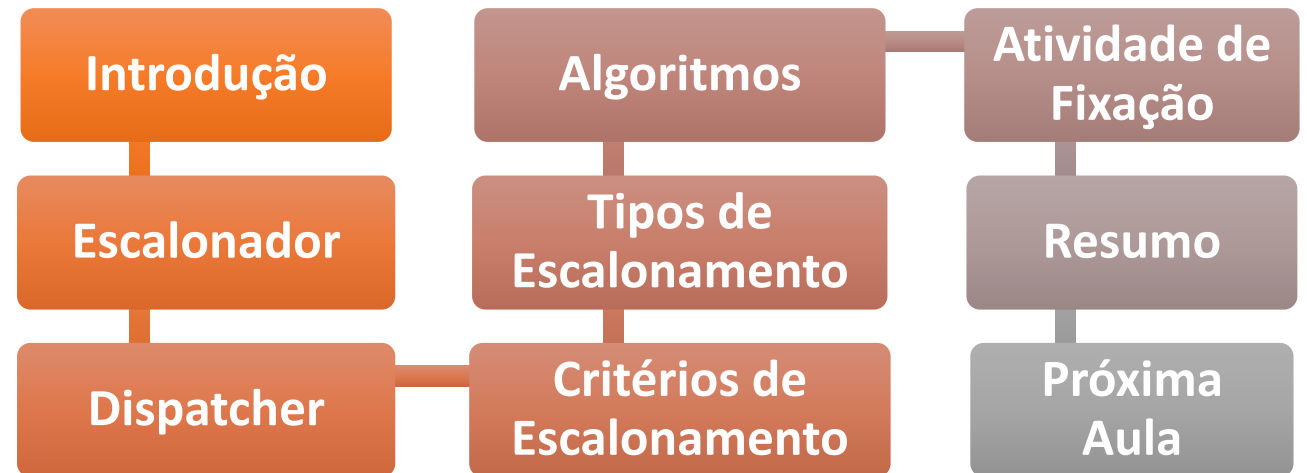 Introdução
Escalonador
Dispatcher
Critérios de
Escalonamento
Tipos de
Escalonamento
Algoritmos
Atividade de
Fixação
Resumo
Próxima
Aula